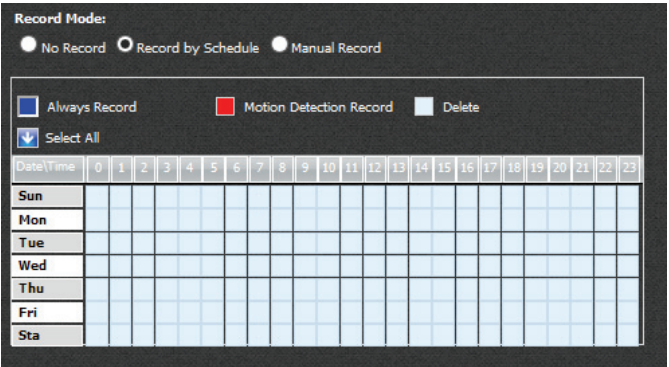 Record Mode:
No Record Record by Schedule Manual Record
Always Record Motion Detection Record Delete
Select All
Date\Time 0 1 2 3 4 5 6 7 8 9 10 11 12 13 14 15 16 17 18 19 20 21 22 23
Sun
Mon
Tue
Wed
Thu
Fri
Sta